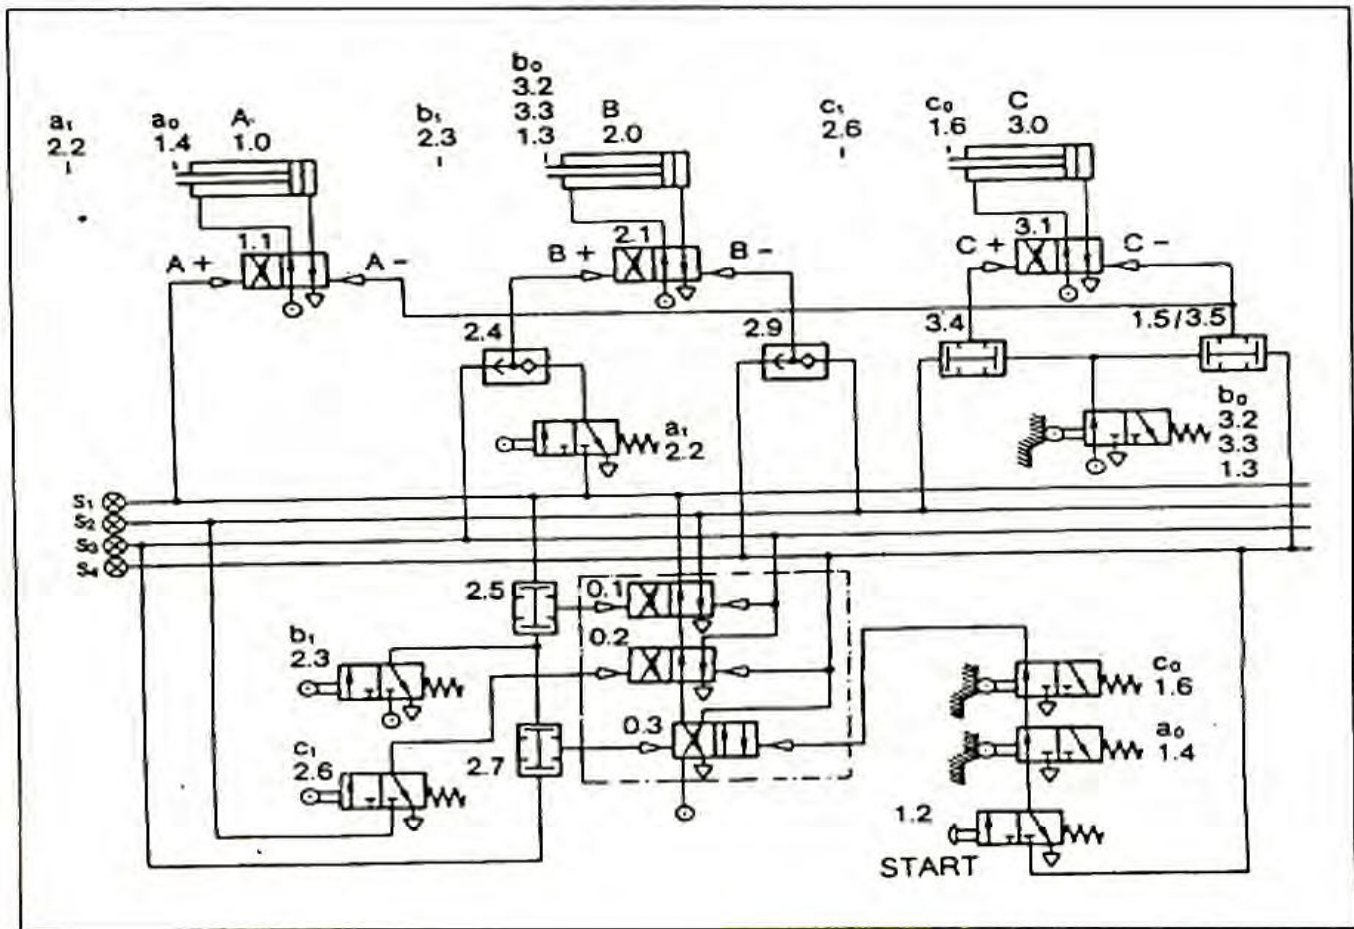 a₁
2.2
a₀
1.4
A
1.0
b₁
2.3
b₀
3.2
3.3
1.3
B
2.0
c₁
2.6
c₀
1.6
C
3.0
1.1
A +
A -
2.1
B +
B -
3.1
C +
C -
2.4
2.9
3.4
1.5/3.5
a₁
2.2
b₀
3.2
3.3
1.3
S₁
S₂
S₃
S₄
2.5
0.1
0.2
0.3
b₁
2.3
c₁
2.6
2.7
c₀
1.6
a₀
1.4
1.2
START